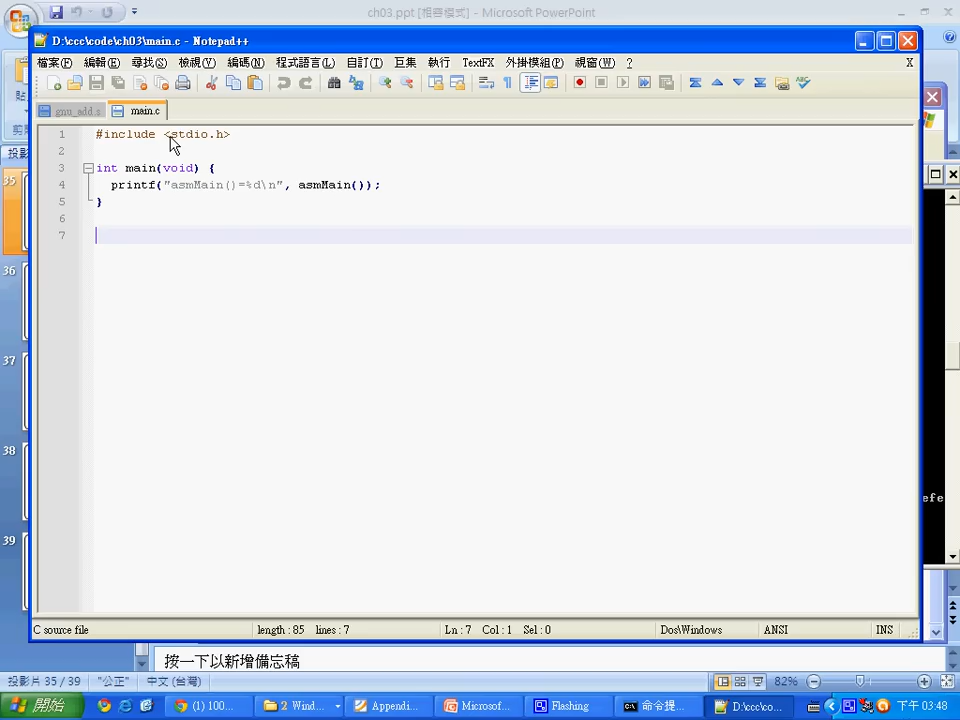 ch03.ppt [相容模式] - Microsoft PowerPoint
D:\ccc\code\ch03\main.c - Notepad++
檔案(F) 編輯(E) 尋找(S) 檢視(V) 編碼(N) 程式語言(L) 自訂(T) 巨集 執行 TextFX 外掛模組(P) 視窗(W) ? X
貼
gnu_add.s main.c
剪
投影
1 #include <stdio.h>
2
3 int main(void) {
4 printf("asmMain()=%d\n", asmMain());
5 }
6
7
35
36
37
38
39
efe
C source file length : 85 lines : 7 Ln : 7 Col : 1 Sel : 0 Dos\Windows ANSI INS
按一下以新增備忘稿
投影片 35 / 39 "公正" 中文 (台灣) 82%
開始 (1) 100... 2 Wind... Appendi... Microsof... Flashing 命令提... D:\ccc\co... 下午 03:48